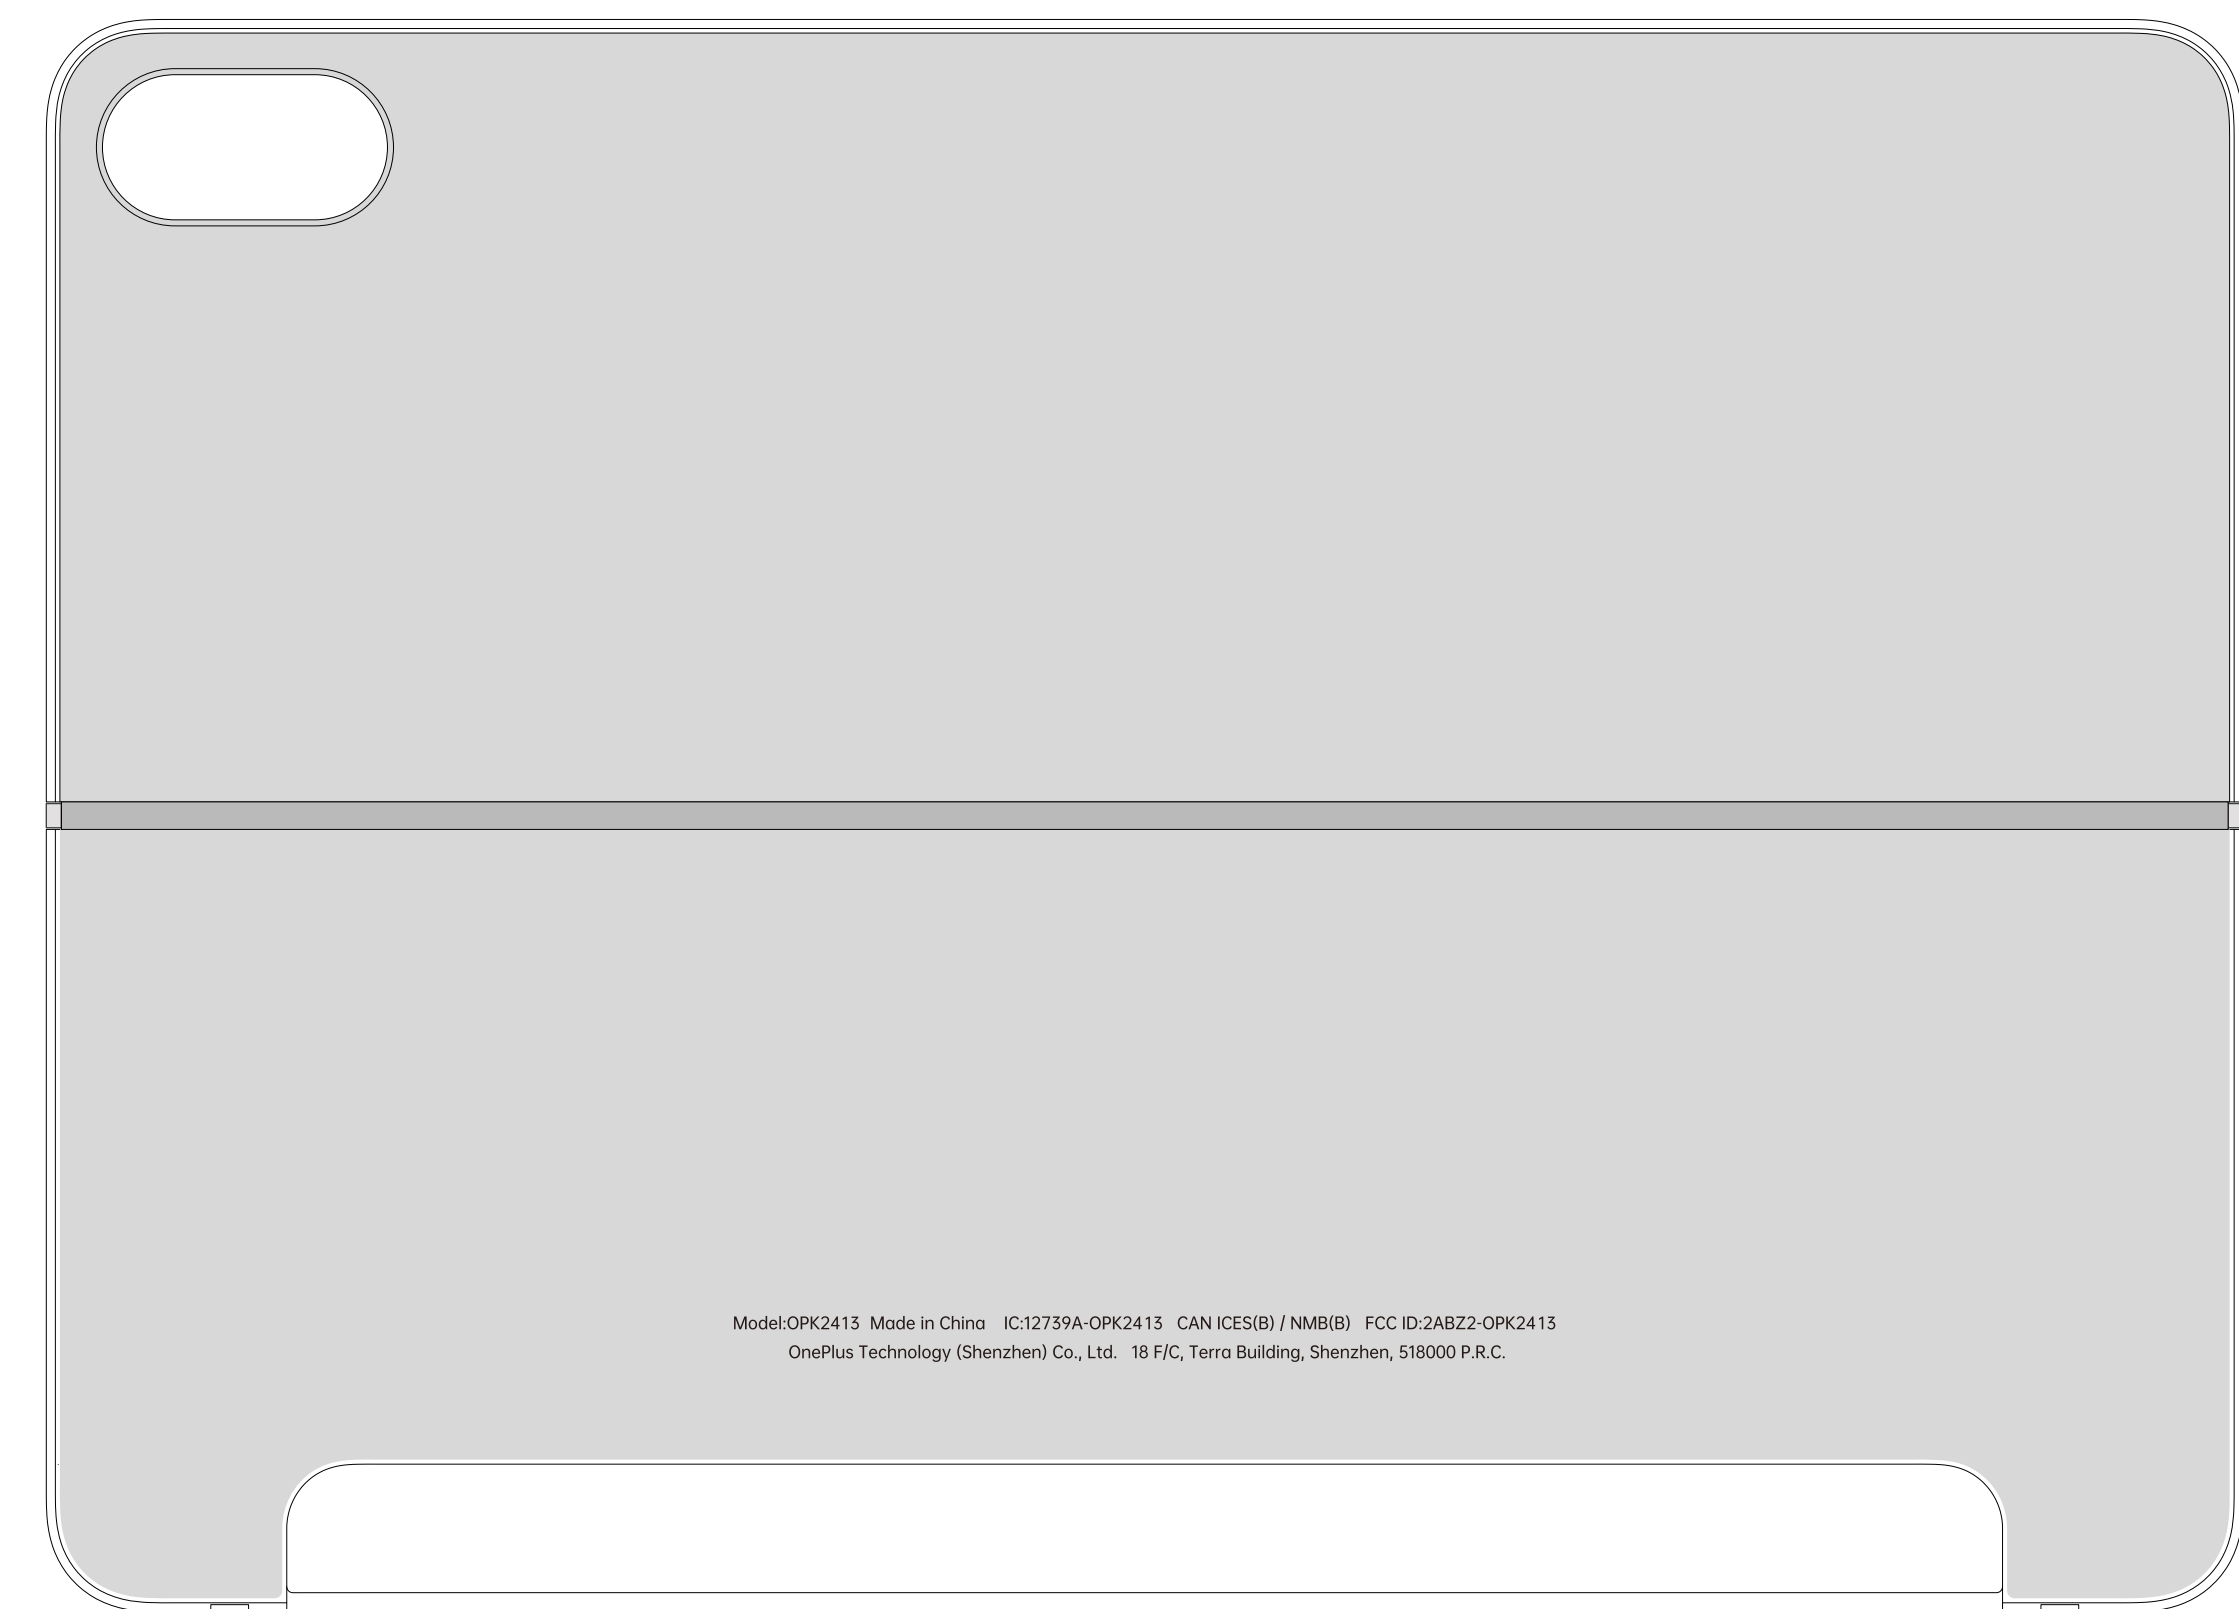 Model:OPK2413 Made in China IC:12739A-OPK2413 CAN ICES(B) / NMB(B) FCC ID:2ABZ2-OPK2413
OnePlus Technology (Shenzhen) Co., Ltd. 18 F/C, Terra Building, Shenzhen, 518000 P.R.C.